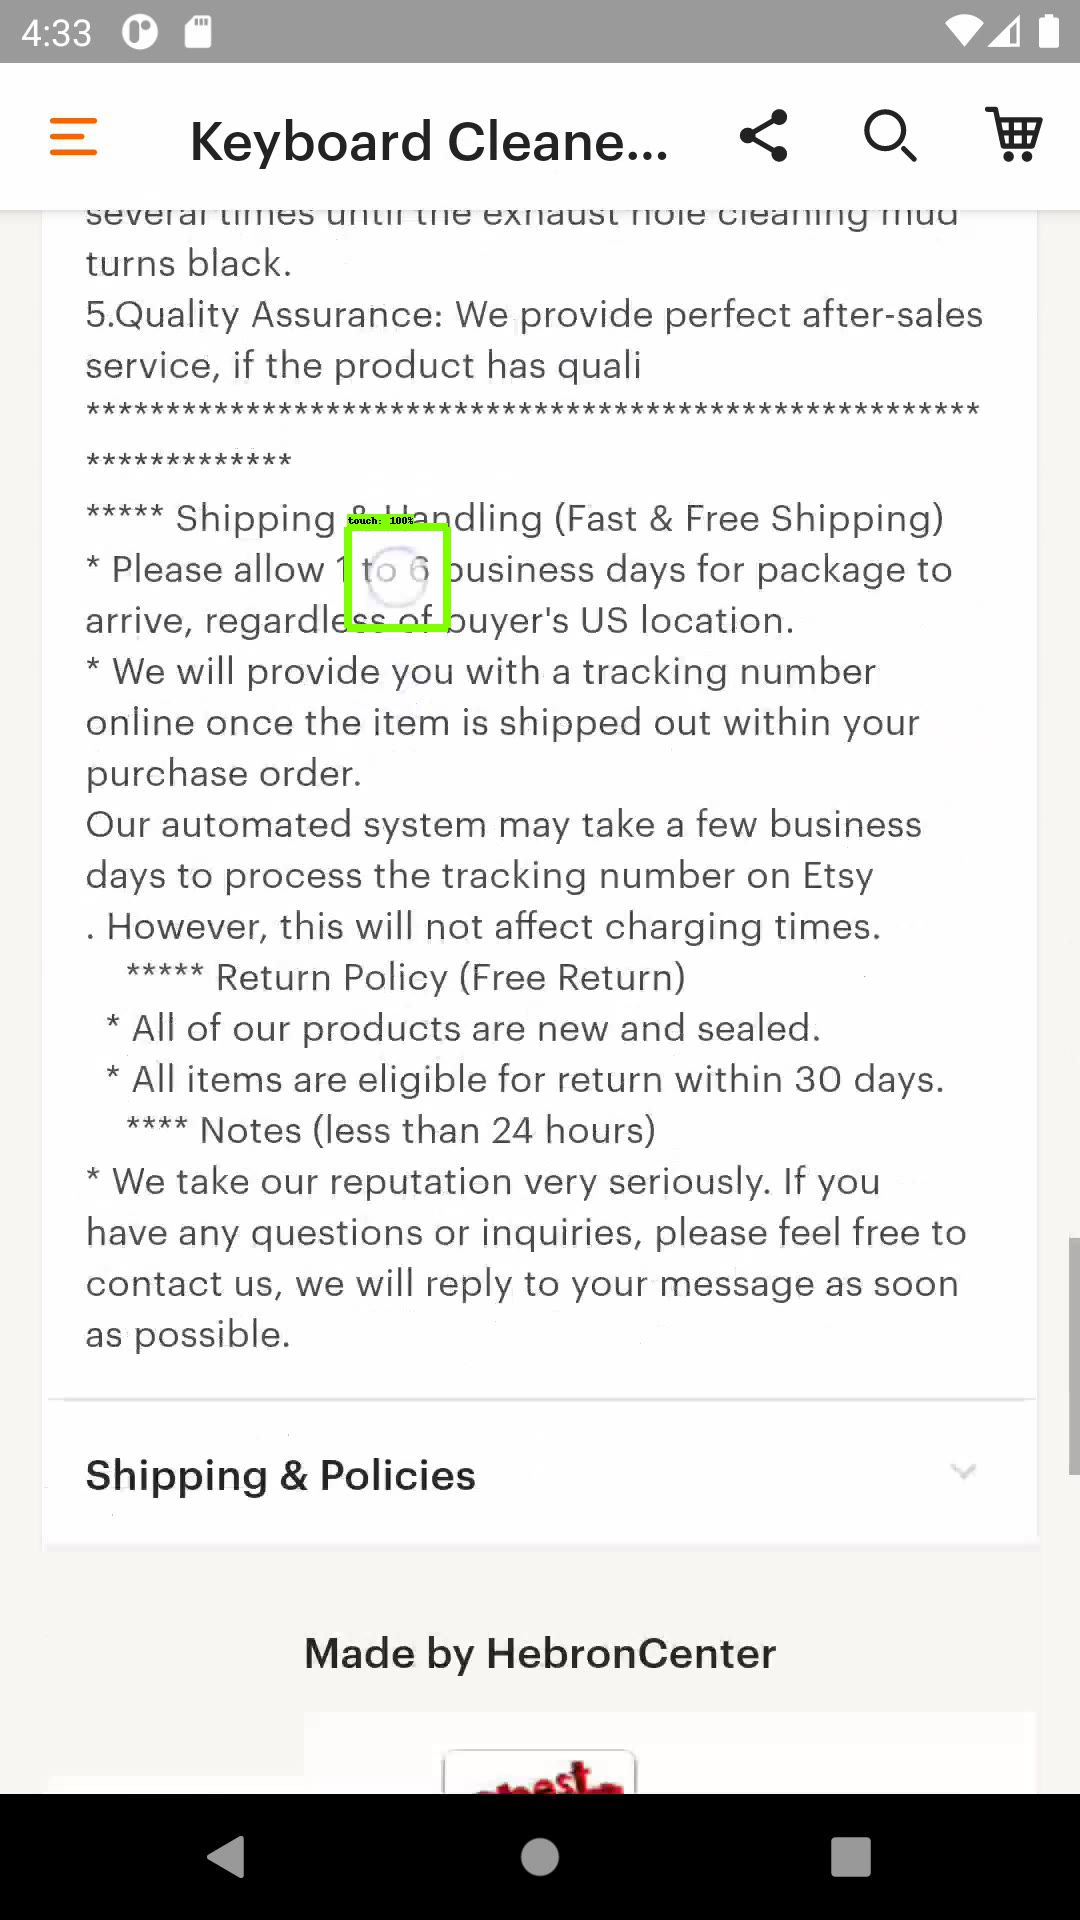 4:33
Keyboard Cleane...
several times until the exhaust hole cleaning mud
turns black.
5.Quality Assurance: We provide perfect after-sales
service, if the product has quali
********************************************************
*************
***** Shipping & Handling (Fast & Free Shipping)
touch: 100%
* Please allow 1 to 6 business days for package to
arrive, regardless of buyer's US location.
* We will provide you with a tracking number
online once the item is shipped out within your
purchase order.
Our automated system may take a few business
days to process the tracking number on Etsy
. However, this will not affect charging times.
***** Return Policy (Free Return)
* All of our products are new and sealed.
* All items are eligible for return within 30 days.
**** Notes (less than 24 hours)
* We take our reputation very seriously. If you
have any questions or inquiries, please feel free to
contact us, we will reply to your message as soon
as possible.
Shipping & Policies
Made by HebronCenter